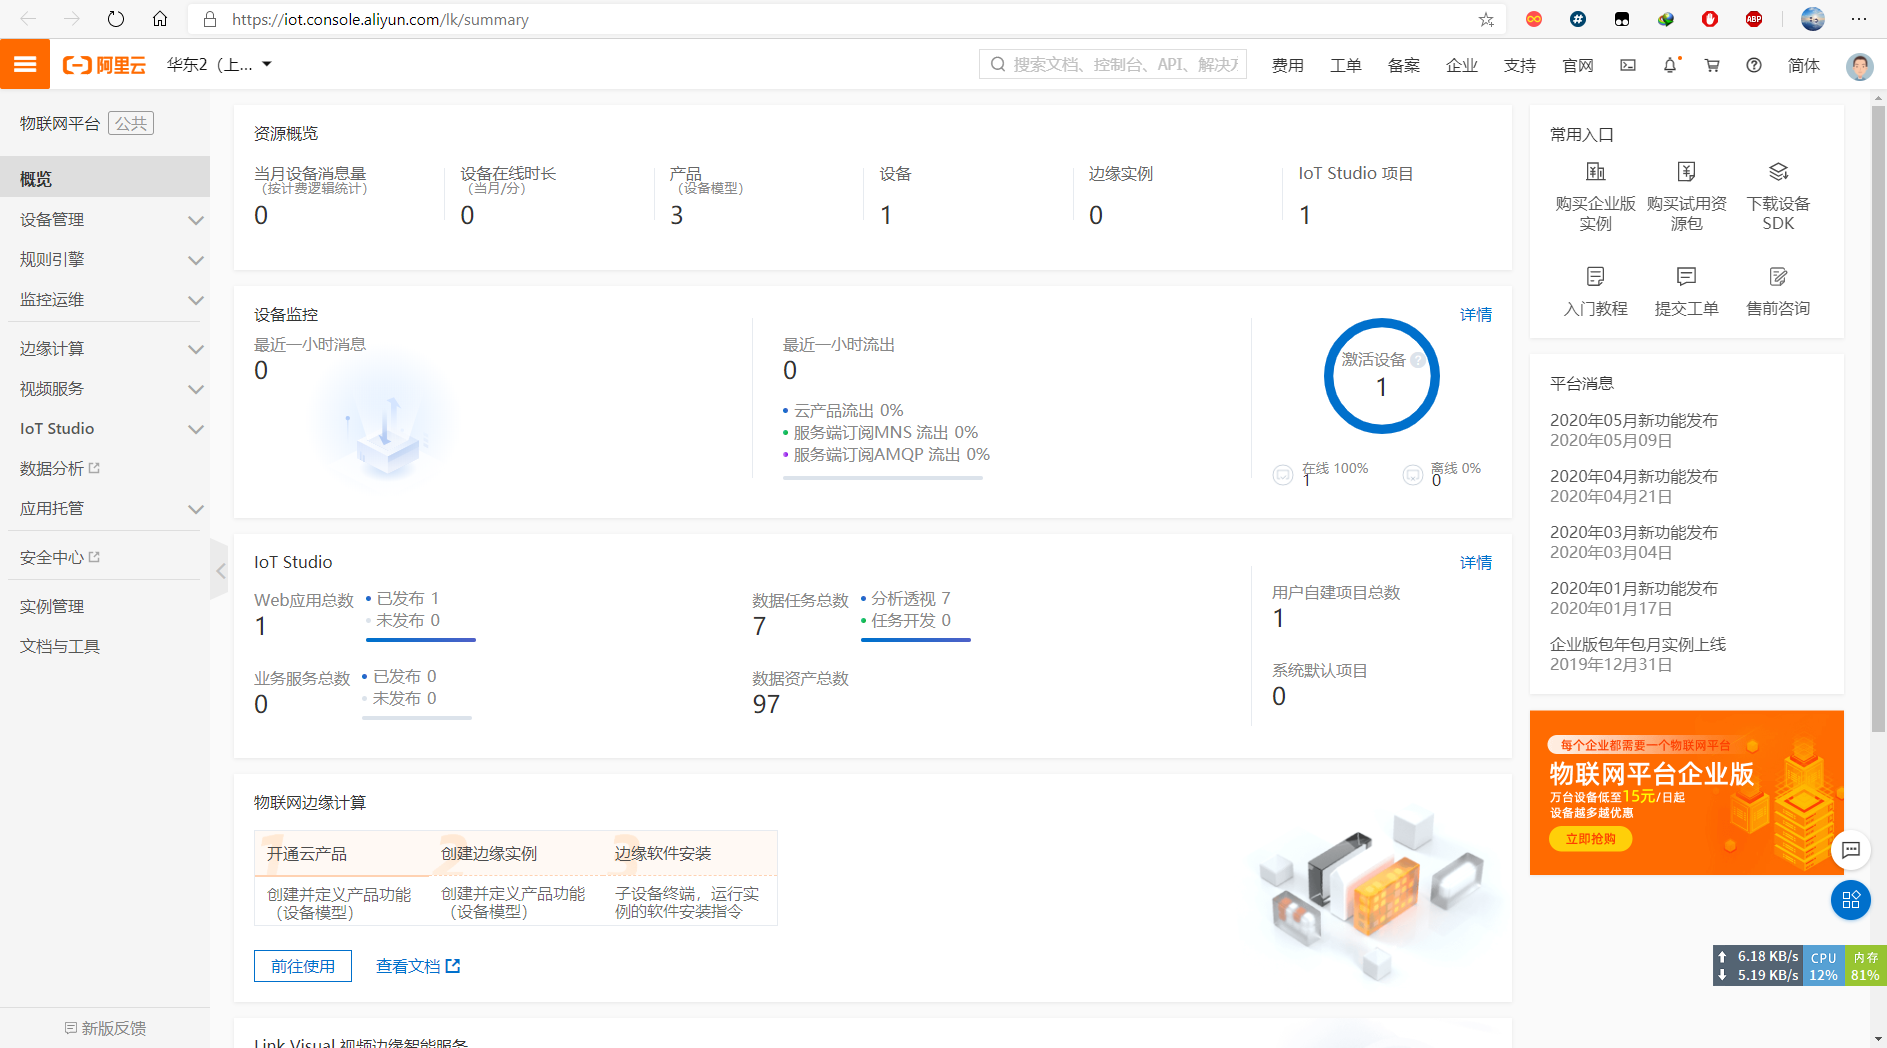 https://iot.console.aliyun.com/lk/summary
ABP
阿里云
华东2（上...
搜索文档、控制台、API、解决方
费用
工单
备案
企业
支持
官网
简体
物联网平台
公共
概览
设备管理
规则引擎
监控运维
边缘计算
视频服务
IoT Studio
数据分析
应用托管
安全中心
实例管理
文档与工具
新版反馈
资源概览
当月设备消息量
（按计费逻辑统计）
0
设备在线时长
（当月/分）
0
产品
（设备模型）
3
设备
1
边缘实例
0
IoT Studio 项目
1
设备监控
详情
最近一小时消息
0
最近一小时流出
0
云产品流出 0%
服务端订阅MNS 流出 0%
服务端订阅AMQP 流出 0%
激活设备
1
在线 100%
1
离线 0%
0
IoT Studio
详情
Web应用总数
1
已发布 1
未发布 0
数据任务总数
7
分析透视 7
任务开发 0
用户自建项目总数
1
业务服务总数
0
已发布 0
未发布 0
数据资产总数
97
系统默认项目
0
物联网边缘计算
1
开通云产品
创建并定义产品功能
（设备模型）
2
创建边缘实例
创建并定义产品功能
（设备模型）
3
边缘软件安装
子设备终端，运行实
例的软件安装指令
前往使用
查看文档
Link Visual 视频边缘智能服务
常用入口
购买企业版
实例
购买试用资
源包
下载设备
SDK
入门教程
提交工单
售前咨询
平台消息
2020年05月新功能发布
2020年05月09日
2020年04月新功能发布
2020年04月21日
2020年03月新功能发布
2020年03月04日
2020年01月新功能发布
2020年01月17日
企业版包年包月实例上线
2019年12月31日
每个企业都需要一个物联网平台
物联网平台企业版
万台设备低至15元/日起
设备越多越优惠
立即抢购
6.18 KB/s
5.19 KB/s
CPU
12%
内存
81%